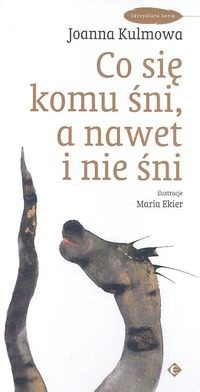 Skrzydlata Seria
Joanna Kulmowa
Co się
komu śni,
a nawet
i nie śni
ilustracje
Maria Ekier